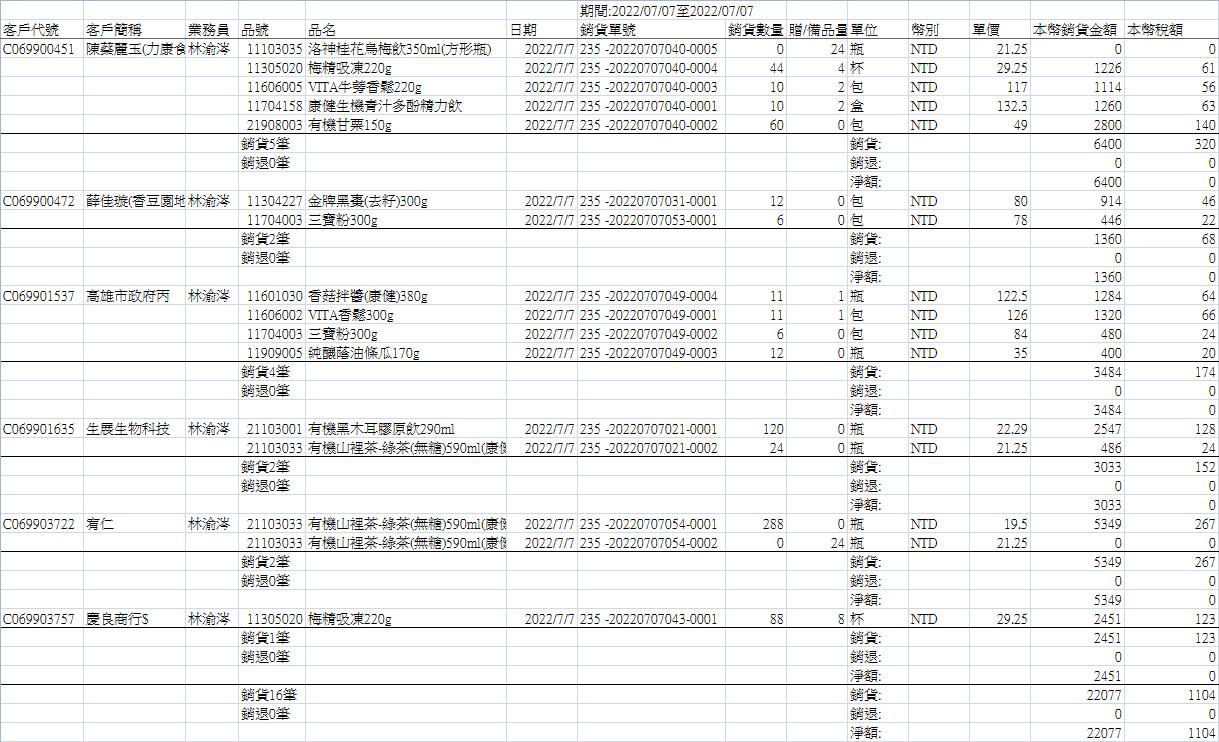 期間:2022/07/07至2022/07/07
客戶代號 客戶簡稱 業務員 品號 品名 日期 銷貨單號 銷貨數量 贈/備品量 單位 幣別 單價 本幣銷貨金額 本幣稅額
C069900451 陳蔡麗玉(力康食 林渝涔 11103035 洛神桂花烏梅飲350ml(方形瓶) 2022/7/7 235 -20220707040-0005 0 24 瓶 NTD 21.25 0 0
11305020 梅精吸凍220g 2022/7/7 235 -20220707040-0004 44 4 杯 NTD 29.25 1226 61
11606005 VITA牛蒡香鬆220g 2022/7/7 235 -20220707040-0003 10 2 包 NTD 117 1114 56
11704158 康健生機青汁多酚精力飲 2022/7/7 235 -20220707040-0001 10 2 盒 NTD 132.3 1260 63
21908003 有機甘栗150g 2022/7/7 235 -20220707040-0002 60 0 包 NTD 49 2800 140
銷貨5筆 銷貨: 6400 320
銷退0筆 銷退: 0 0
淨額: 6400 0
C069900472 薛佳璇(香豆園地 林渝涔 11304227 金牌黑棗(去籽)300g 2022/7/7 235 -20220707031-0001 12 0 包 NTD 80 914 46
11704003 三寶粉300g 2022/7/7 235 -20220707053-0001 6 0 包 NTD 78 446 22
銷貨2筆 銷貨: 1360 68
銷退0筆 銷退: 0 0
淨額: 1360 0
C069901537 高雄市政府丙 林渝涔 11601030 香菇拌醬(康健)380g 2022/7/7 235 -20220707049-0004 11 1 瓶 NTD 122.5 1284 64
11606002 VITA香鬆300g 2022/7/7 235 -20220707049-0001 11 1 包 NTD 126 1320 66
11704003 三寶粉300g 2022/7/7 235 -20220707049-0002 6 0 包 NTD 84 480 24
11909005 純釀蔭油條瓜170g 2022/7/7 235 -20220707049-0003 12 0 瓶 NTD 35 400 20
銷貨4筆 銷貨: 3484 174
銷退0筆 銷退: 0 0
淨額: 3484 0
C069901635 生展生物科技 林渝涔 21103001 有機黑木耳膠原飲290ml 2022/7/7 235 -20220707021-0001 120 0 瓶 NTD 22.29 2547 128
21103033 有機山裡茶-綠茶(無糖)590ml(康健 2022/7/7 235 -20220707021-0002 24 0 瓶 NTD 21.25 486 24
銷貨2筆 銷貨: 3033 152
銷退0筆 銷退: 0 0
淨額: 3033 0
C069903722 宥仁 林渝涔 21103033 有機山裡茶-綠茶(無糖)590ml(康健 2022/7/7 235 -20220707054-0001 288 0 瓶 NTD 19.5 5349 267
21103033 有機山裡茶-綠茶(無糖)590ml(康健 2022/7/7 235 -20220707054-0002 0 24 瓶 NTD 21.25 0 0
銷貨2筆 銷貨: 5349 267
銷退0筆 銷退: 0 0
淨額: 5349 0
C069903757 慶良商行$ 林渝涔 11305020 梅精吸凍220g 2022/7/7 235 -20220707043-0001 88 8 杯 NTD 29.25 2451 123
銷貨1筆 銷貨: 2451 123
銷退0筆 銷退: 0 0
淨額: 2451 0
銷貨16筆 銷貨: 22077 1104
銷退0筆 銷退: 0 0
淨額: 22077 1104